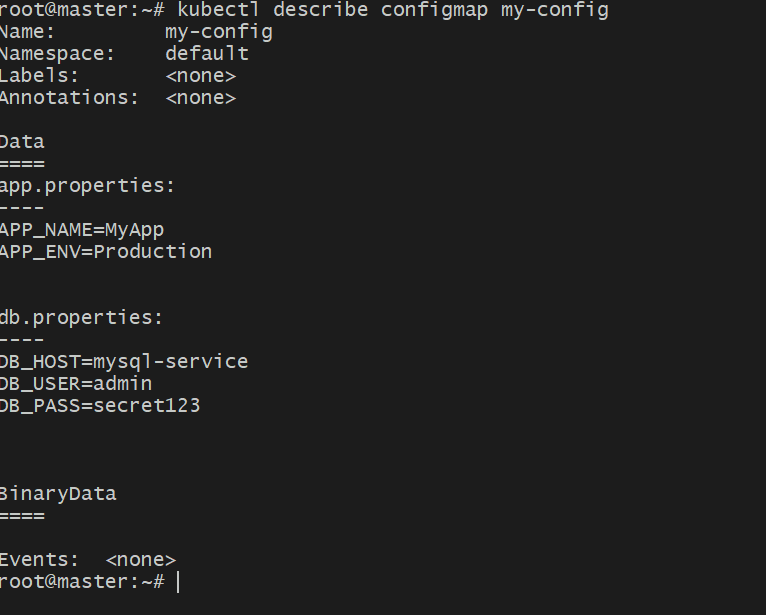 root@master:~# kubectl describe configmap my-config
Name:         my-config
Namespace:    default
Labels:       <none>
Annotations:  <none>

Data
====
app.properties:
----
APP_NAME=MyApp
APP_ENV=Production


db.properties:
----
DB_HOST=mysql-service
DB_USER=admin
DB_PASS=secret123



BinaryData
====

Events:  <none>
root@master:~#